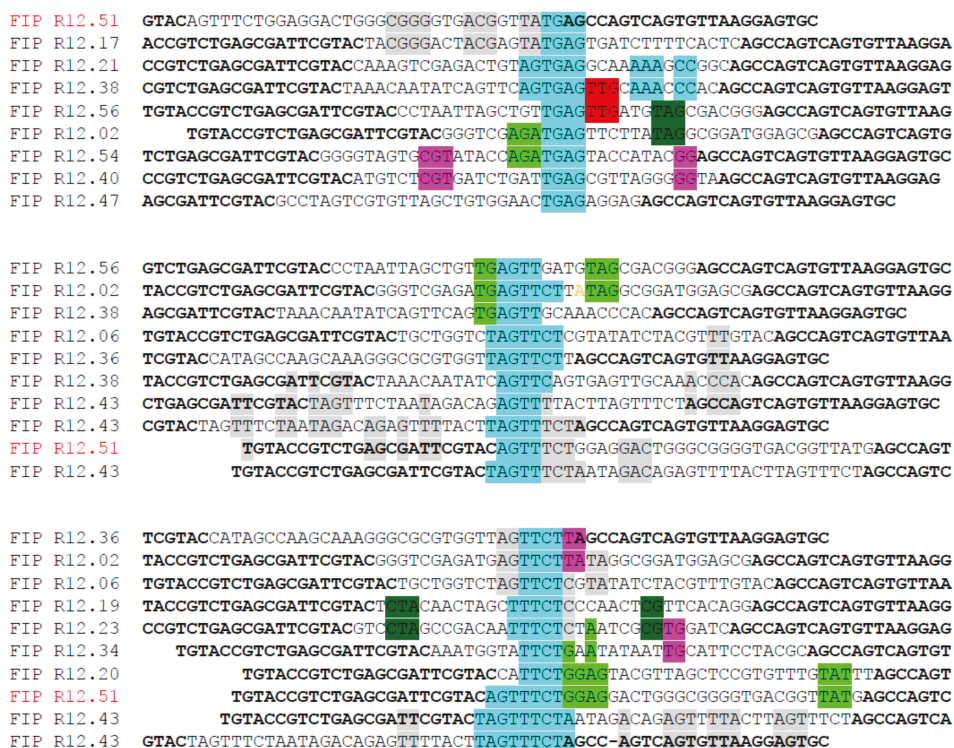 FIP R12.51 GTACAGTTTCTGGAGGACTGGGCGGGGTGACGGTTATGAGCCAGTCAGTGTTAAGGAGTGC
FIP R12.17 ACCGTCTGAGCGATTCGTACTACGGGACTACGAGTATGAGTGATCTTTTCACTCAGCCAGTCAGTGTTAAGGA
FIP R12.21 CCGTCTGAGCGATTCGTACCAAAGTCGAGACTGTAGTGAGGCAAAAAGCCGGCAGCCAGTCAGTGTTAAGGAG
FIP R12.38 CGTCTGAGCGATTCGTACTAAACAATATCAGTTCAGTGAGTTGCAAACCCACAGCCAGTCAGTGTTAAGGAGT
FIP R12.56 TGTACCGTCTGAGCGATTCGTACCCTAATTAGCTGTTGAGTTGATGTAGCGACGGGAGCCAGTCAGTGTTAAG
FIP R12.02 TGTACCGTCTGAGCGATTCGTACGGGTCGAGATGAGTTCTTATAGGCGGATGGAGCGAGCCAGTCAGTG
FIP R12.54 TCTGAGCGATTCGTACGGGGTAGTGCGTATACCAGATGAGTACCATACGGAGCCAGTCAGTGTTAAGGAGTGC
FIP R12.40 CCGTCTGAGCGATTCGTACATGTCTCGTGATCTGATTGAGCGTTAGGGGGTAAGCCAGTCAGTGTTAAGGAG
FIP R12.47 AGCGATTCGTACGCCTAGTCGTGTTAGCTGTGGAACTGAGAGGAGAGCCAGTCAGTGTTAAGGAGTGC
FIP R12.56 GTCTGAGCGATTCGTACCCTAATTAGCTGTTGAGTTGATGTAGCGACGGGAGCCAGTCAGTGTTAAGGAGTGC
FIP R12.02 TACCGTCTGAGCGATTCGTACGGGTCGAGATGAGTTCTTATAGGCGGATGGAGCGAGCCAGTCAGTGTTAAGG
FIP R12.38 AGCGATTCGTACTAAACAATATCAGTTCAGTGAGTTGCAAACCCACAGCCAGTCAGTGTTAAGGAGTGC
FIP R12.06 TGTACCGTCTGAGCGATTCGTACTGCTGGTCTAGTTCTCGTATATCTACGTTTGTACAGCCAGTCAGTGTTAA
FIP R12.36 TCGTACCATAGCCAAGCAAAGGGCGCGTGGTTAGTTCTTAGCCAGTCAGTGTTAAGGAGTGC
FIP R12.38 TACCGTCTGAGCGATTCGTACTAAACAATATCAGTTCAGTGAGTTGCAAACCCACAGCCAGTCAGTGTTAAGG
FIP R12.43 CTGAGCGATTCGTACTAGTTTCTAATAGACAGAGTTTTACTTAGTTTCTAGCCAGTCAGTGTTAAGGAGTGC
FIP R12.43 CGTACTAGTTTCTAATAGACAGAGTTTTACTTAGTTTCTAGCCAGTCAGTGTTAAGGAGTGC
FIP R12.51 TGTACCGTCTGAGCGATTCGTACAGTTTCTGGAGGACTGGGCGGGGTGACGGTTATGAGCCAGT
FIP R12.43 TGTACCGTCTGAGCGATTCGTACTAGTTTCTAATAGACAGAGTTTTACTTAGTTTCTAGCCAGTC
FIP R12.36 TCGTACCATAGCCAAGCAAAGGGCGCGTGGTTAGTTCTTAGCCAGTCAGTGTTAAGGAGTGC
FIP R12.02 TACCGTCTGAGCGATTCGTACGGGTCGAGATGAGTTCTTATAGGCGGATGGAGCGAGCCAGTCAGTGTTAAGG
FIP R12.06 TGTACCGTCTGAGCGATTCGTACTGCTGGTCTAGTTCTCGTATATCTACGTTTGTACAGCCAGTCAGTGTTAA
FIP R12.19 TACCGTCTGAGCGATTCGTACTCTACAACTAGCTTTCTCCCAACTCGTTCACAGGAGCCAGTCAGTGTTAAGG
FIP R12.23 CCGTCTGAGCGATTCGTACGTCCTAGCCGACAATTTCTCTAATCGCGTGGATCAGCCAGTCAGTGTTAAGGAG
FIP R12.34 TGTACCGTCTGAGCGATTCGTACAAATGGTATTCTGAATATAATTGCATTCCTACGCAGCCAGTCAGTGT
FIP R12.20 TGTACCGTCTGAGCGATTCGTACCATTCTGGAGTACGTTAGCTCCGTGTTTGTATTTAGCCAGT
FIP R12.51 TGTACCGTCTGAGCGATTCGTACAGTTTCTGGAGGACTGGGCGGGGTGACGGTTATGAGCCAGTC
FIP R12.43 TGTACCGTCTGAGCGATTCGTACTAGTTTCTAATAGACAGAGTTTTACTTAGTTTCTAGCCAGTCA
FIP R12.43 GTACTAGTTTCTAATAGACAGAGTTTTACTTAGTTTCTAGCC-AGTCAGTGTTAAGGAGTGC